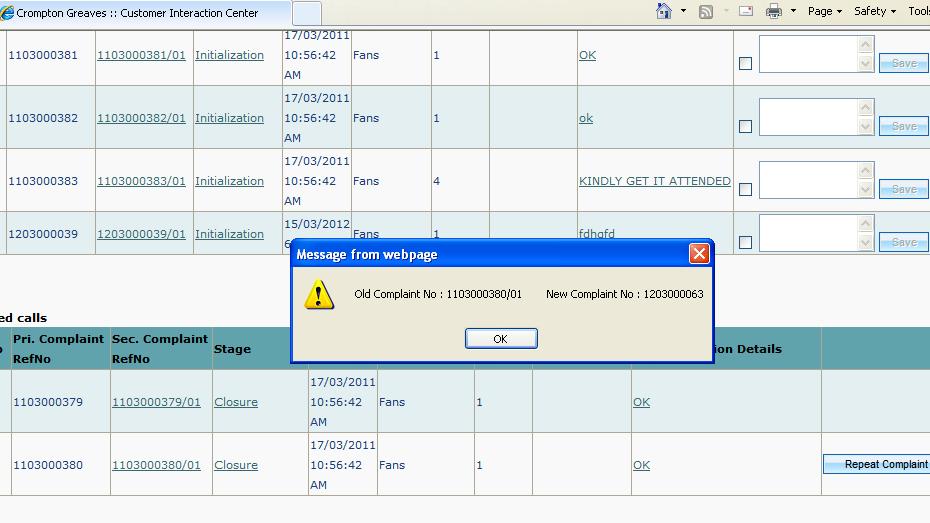 Crompton Greaves :: Customer Interaction Center
Page Safety Tools
1103000381 1103000381/01 Initialization 17/03/2011 10:56:42 AM Fans 1 OK Save
1103000382 1103000382/01 Initialization 17/03/2011 10:56:42 AM Fans 1 ok Save
1103000383 1103000383/01 Initialization 17/03/2011 10:56:42 AM Fans 4 KINDLY GET IT ATTENDED Save
1203000039 1203000039/01 Initialization 15/03/2012 6 Fans 1 fdhgfd Save
Message from webpage
Old Complaint No : 1103000380/01 New Complaint No : 1203000063
OK
ed calls
Pri. Complaint RefNo Sec. Complaint RefNo Stage on Details
1103000379 1103000379/01 Closure 17/03/2011 10:56:42 AM Fans 1 OK
1103000380 1103000380/01 Closure 17/03/2011 10:56:42 AM Fans 1 OK Repeat Complaint